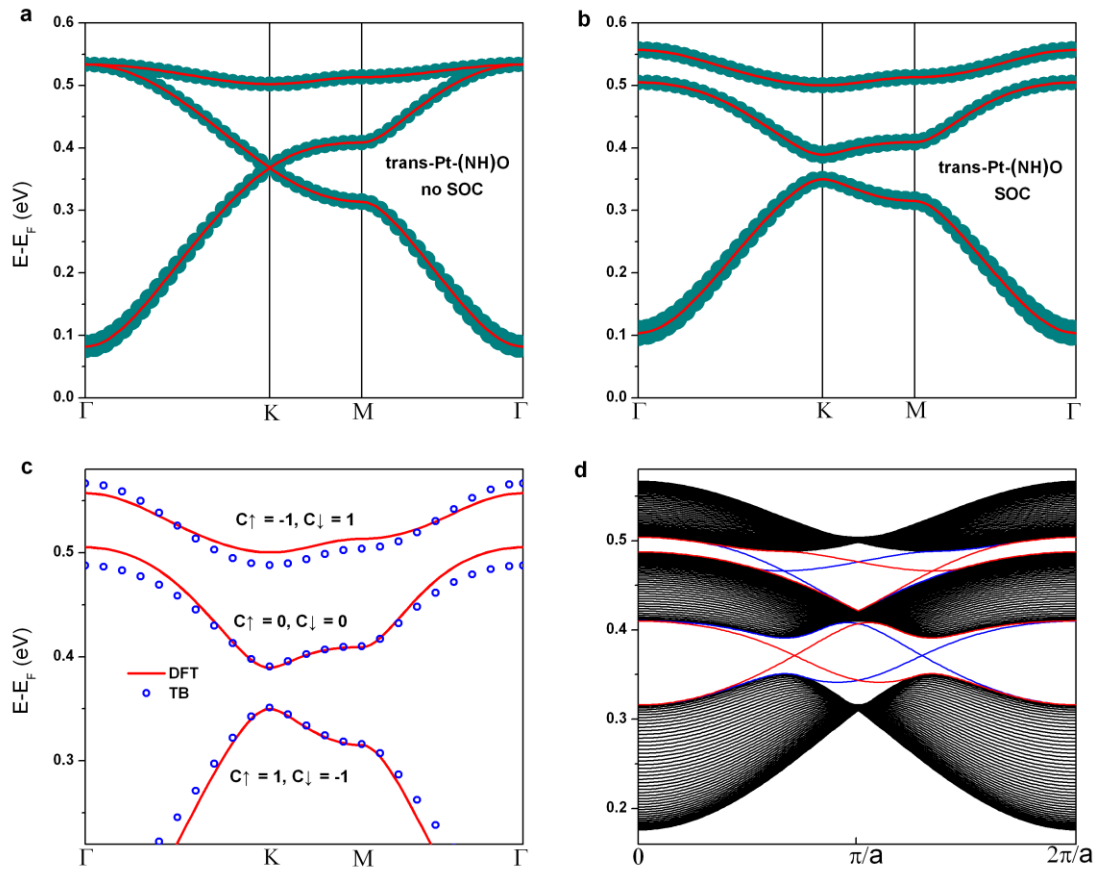 a
0.6
0.5
0.4
0.3
0.2
0.1
0.0
E-E_F (eV)
trans-Pt-(NH)O
no SOC
Γ K M Γ
b
0.6
0.5
0.4
0.3
0.2
0.1
0.0
trans-Pt-(NH)O
SOC
Γ K M Γ
c
0.5
0.4
0.3
E-E_F (eV)
C↑ = -1, C↓ = 1
C↑ = 0, C↓ = 0
DFT
TB
C↑ = 1, C↓ = -1
Γ K M Γ
d
0.5
0.4
0.3
0.2
0 π/a 2π/a